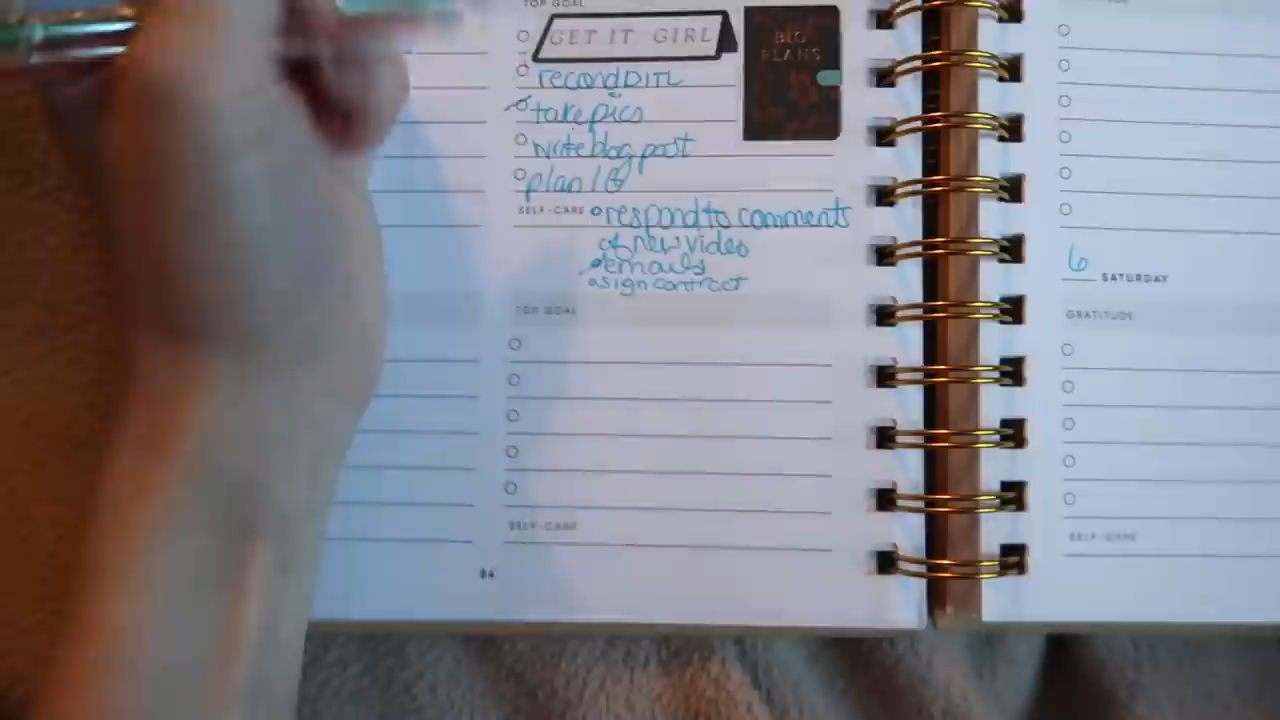 TOP GOAL
GET IT, GIRL
BIG
PLANS
record DITL
take pics
write blog post
plan
SELF-CARE
respond to comments
of new video
emails
sign contract
TOP GOAL
SELF-CARE
84
6 SATURDAY
GRATITUDE
SELF-CARE